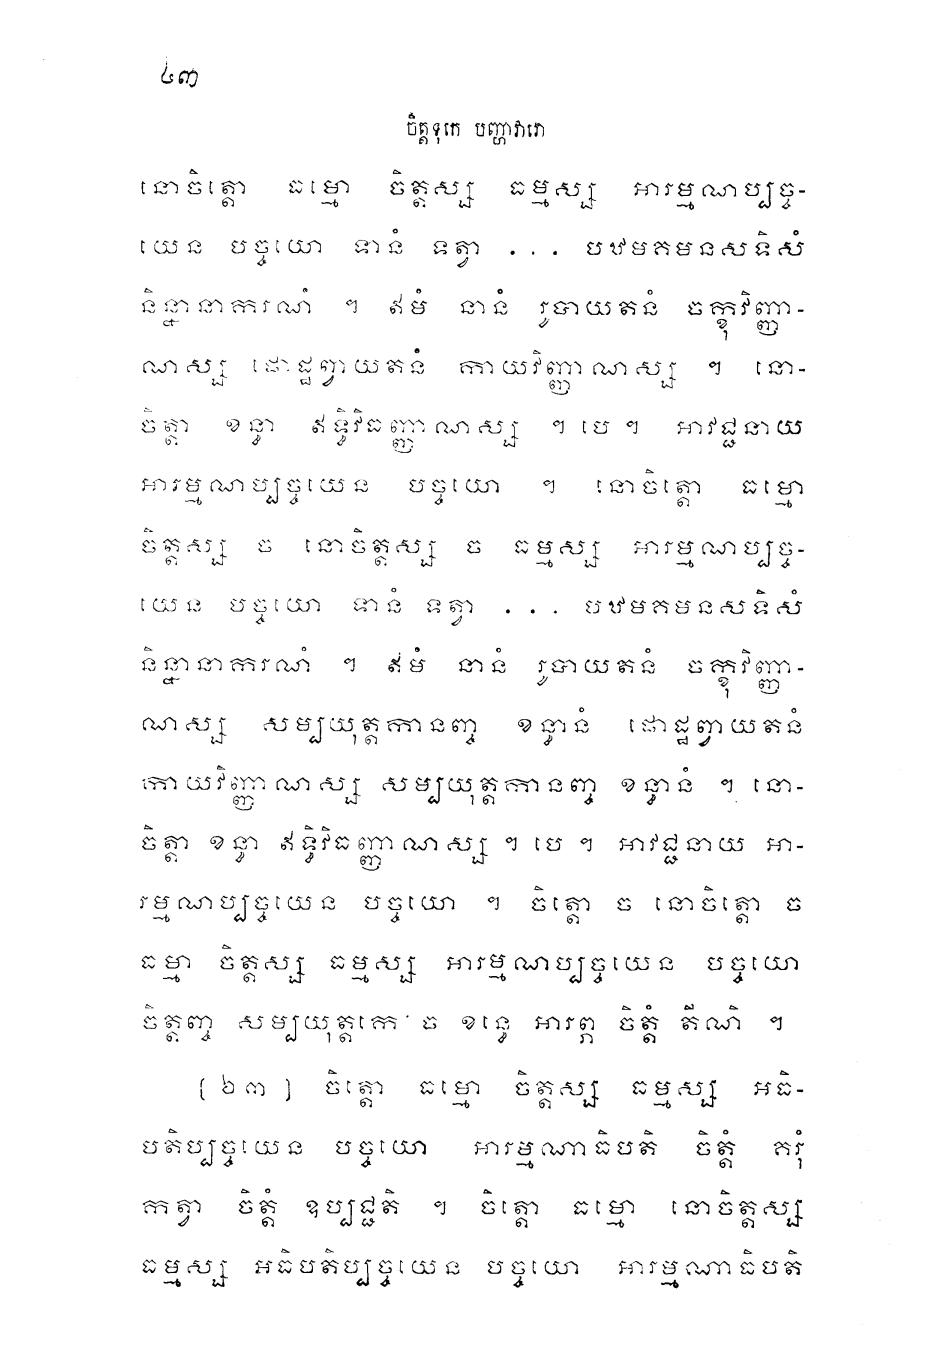 ៤៣
ចិត្តទុកេ បញ្ហាវារោ
នោចិត្តោ ធម្មោ ចិត្តស្ស ធម្មស្ស អារម្មណប្បច្ច-
យេន បច្ចយោ ទានំ ទត្វា ... បឋមគមនសទិសំ
និន្នានាករណំ ។ ឥមំ នានំ រូបាយតនំ ចក្ខុវិញ្ញា-
ណស្ស ផោដ្ឋព្វាយតនំ កាយវិញ្ញាណស្ស ។ នោ-
ចិត្តា ខន្ធា ឥទ្ធិវិធញ្ញាណស្ស ។ បេ ។ អាវជ្ជនាយ
អារម្មណប្បច្ចយេន បច្ចយោ ។ នោចិត្តោ ធម្មោ
ចិត្តស្ស ច នោចិត្តស្ស ច ធម្មស្ស អារម្មណប្បច្ច-
យេន បច្ចយោ ទានំ ទត្វា ... បឋមគមនសទិសំ
និន្នានាករណំ ។ ឥមំ នានំ រូបាយតនំ ចក្ខុវិញ្ញា-
ណស្ស សម្បយុត្តកានញ្ច ខន្ធានំ ផោដ្ឋព្វាយតនំ
កាយវិញ្ញាណស្ស សម្បយុត្តកានញ្ច ខន្ធានំ ។ នោ-
ចិត្តា ខន្ធា ឥទ្ធិវិធញ្ញាណស្ស ។ បេ ។ អាវជ្ជនាយ អា-
រម្មណប្បច្ចយេន បច្ចយោ ។ ចិត្តោ ច នោចិត្តោ ច
ធម្មា ចិត្តស្ស ធម្មស្ស អារម្មណប្បច្ចយេន បច្ចយោ
ចិត្តញ្ច សម្បយុត្តកេ ច ខន្ធេ អារព្ភ ចិត្តំ តីណិ ។
[៦៣] ចិត្តោ ធម្មោ ចិត្តស្ស ធម្មស្ស អធិ-
បតិប្បច្ចយេន បច្ចយោ អារម្មណាធិបតិ ចិត្តំ គរុំ
កត្វា ចិត្តំ ឧប្បជ្ជតិ ។ ចិត្តោ ធម្មោ នោចិត្តស្ស
ធម្មស្ស អធិបតិប្បច្ចយេន បច្ចយោ អារម្មណាធិបតិ